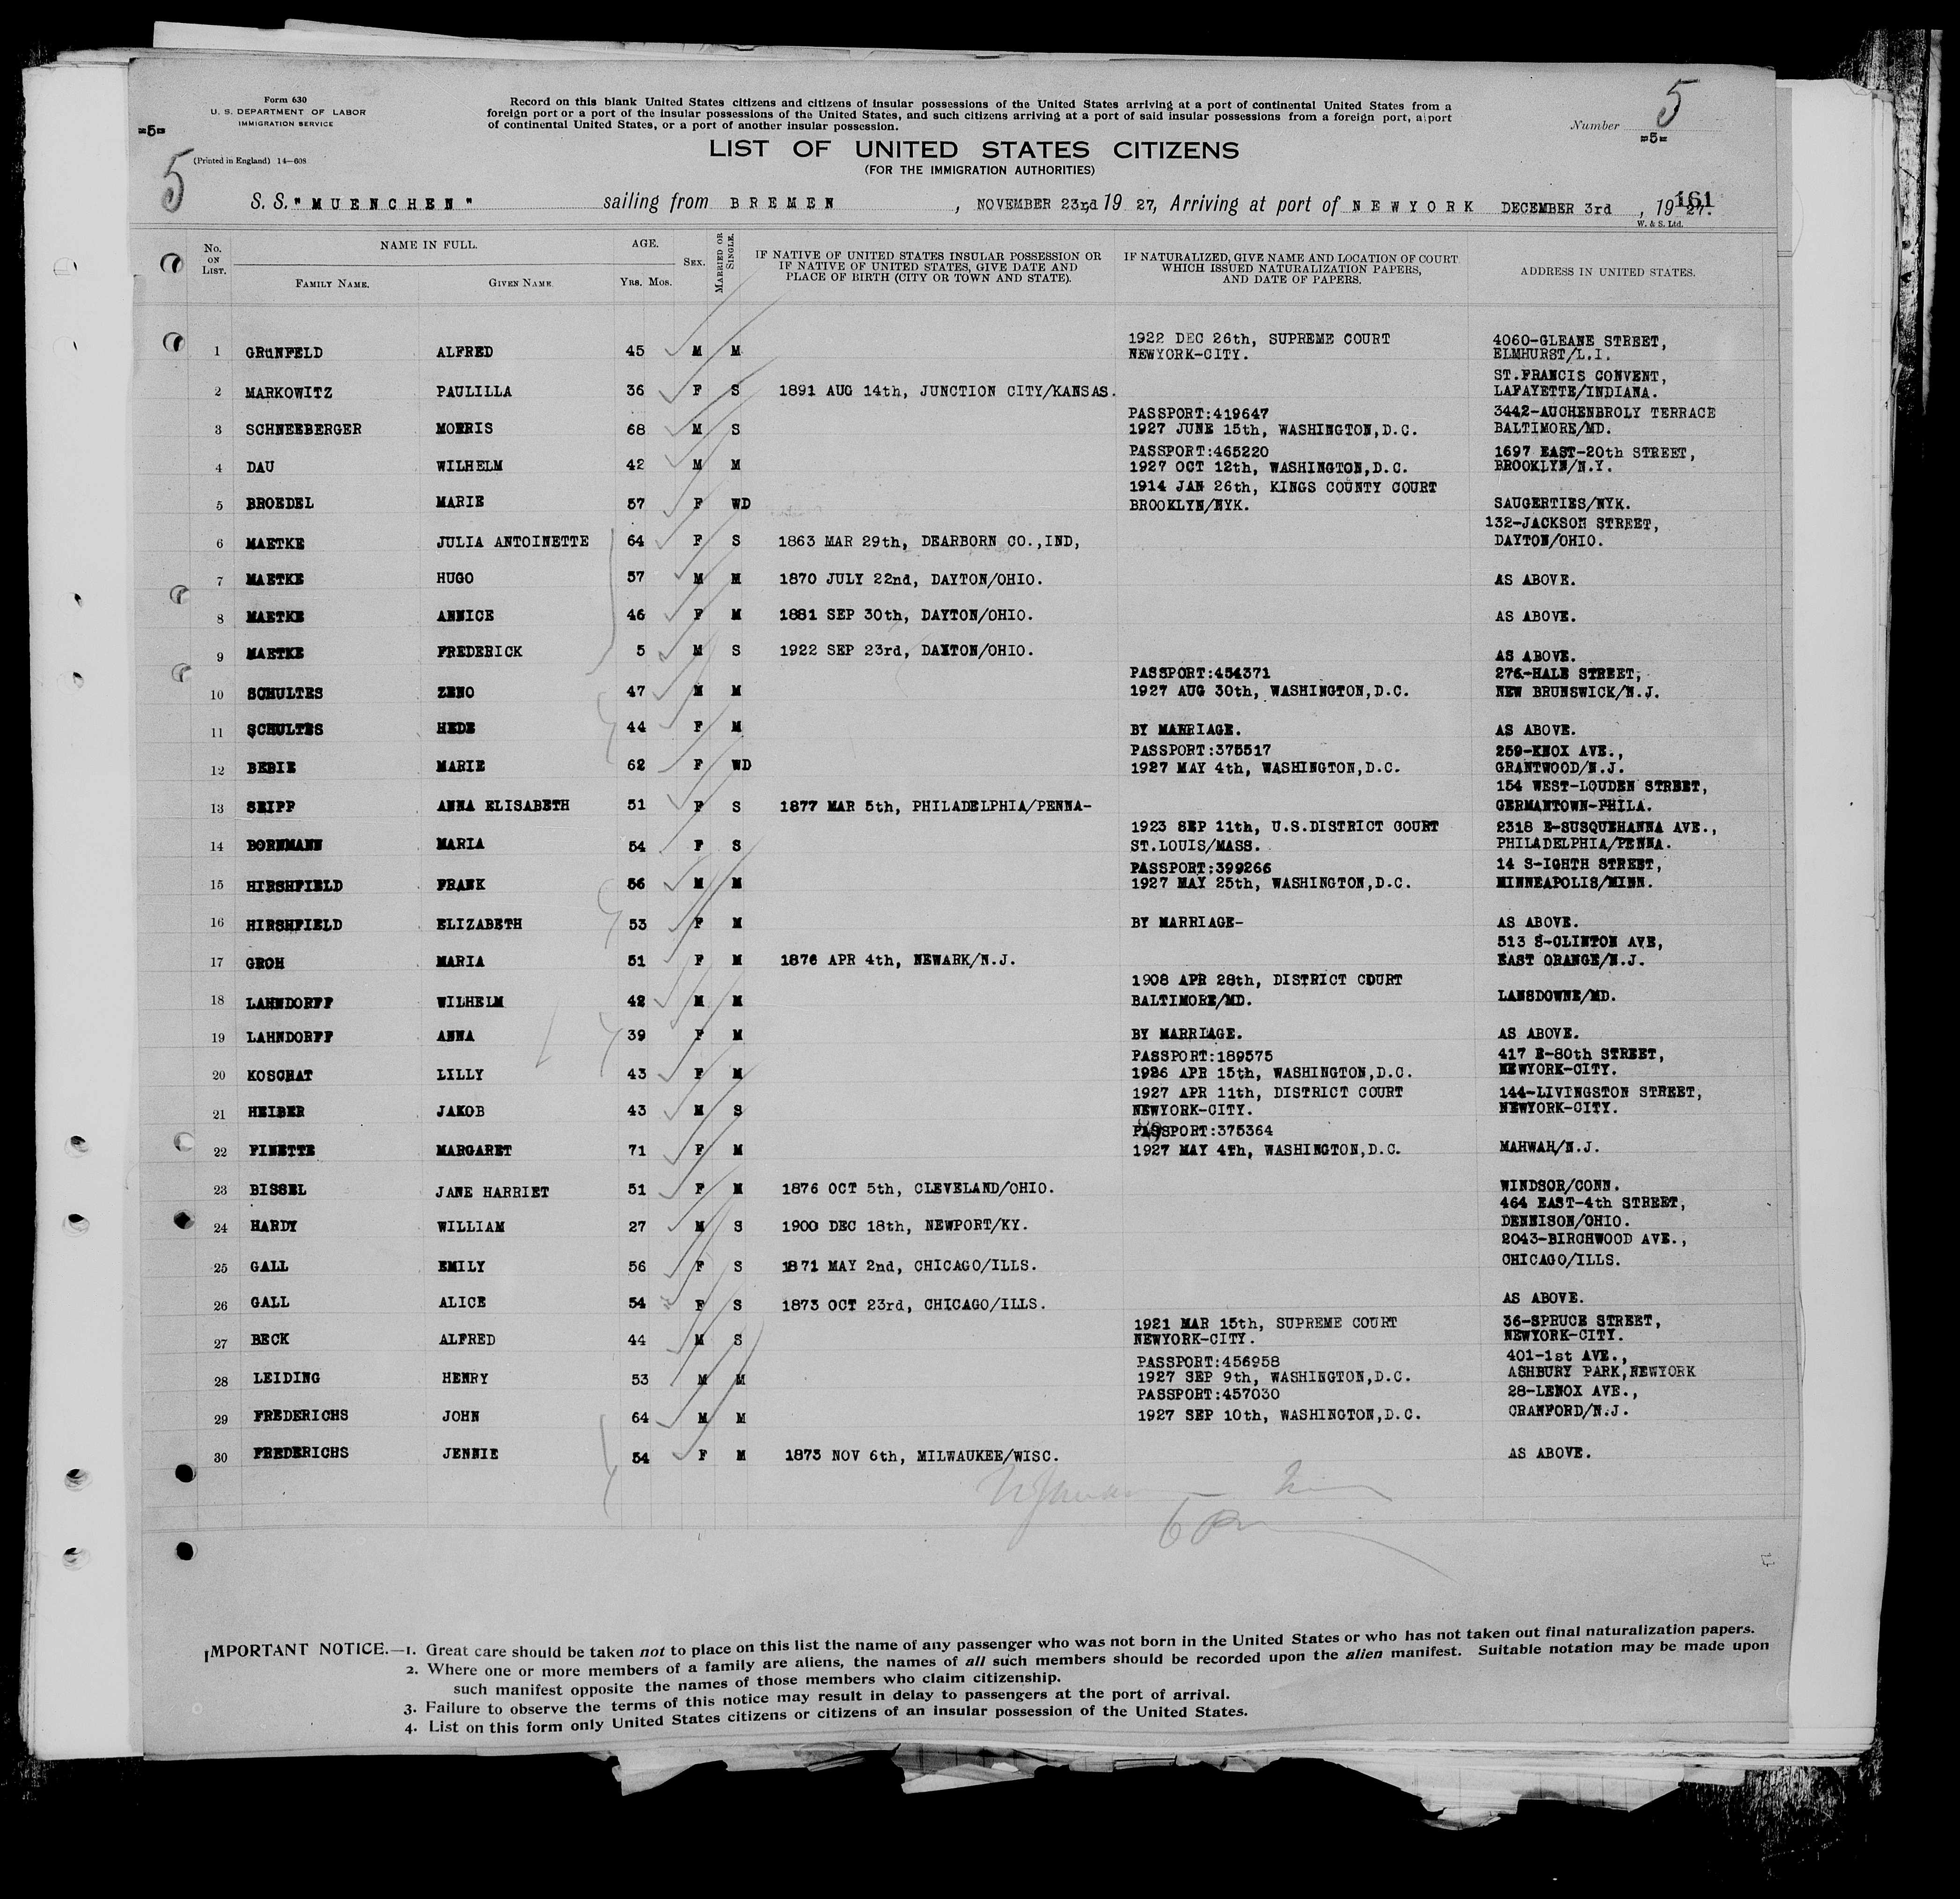 Form 630
U. S. DEPARTMENT OF LABOR
IMMIGRATION SERVICE
=5=
(Printed in England) 14—608
5
Record on this blank United States citizens and citizens of insular possessions of the United States arriving at a port of continental United States from a
foreign port or a port of the insular possessions of the United States, and such citizens arriving at a port of said insular possessions from a foreign port, a port
of continental United States, or a port of another insular possession.
Number 5
=5=
LIST OF UNITED STATES CITIZENS
(FOR THE IMMIGRATION AUTHORITIES)
S. S. "MUENCHEN" sailing from BREMEN, NOVEMBER 23rd 19 27, Arriving at port of NEWYORK DECEMBER 3rd, 19 27.
161
W. & S. Ltd.
No. ON LIST. NAME IN FULL. AGE. SEX. MARRIED OR SINGLE. IF NATIVE OF UNITED STATES INSULAR POSSESSION OR IF NATIVE OF UNITED STATES, GIVE DATE AND PLACE OF BIRTH (CITY OR TOWN AND STATE). IF NATURALIZED, GIVE NAME AND LOCATION OF COURT WHICH ISSUED NATURALIZATION PAPERS, AND DATE OF PAPERS. ADDRESS IN UNITED STATES.
FAMILY NAME. GIVEN NAME. YRS. MOS.
1 GRUNFELD ALFRED 45 M M 1922 DEC 26th, SUPREME COURT NEWYORK-CITY. 4060-GLEANE STREET, ELMHURST/L.I.
2 MARKOWITZ PAULILLA 36 F S 1891 AUG 14th, JUNCTION CITY/KANSAS. ST.FRANCIS CONVENT, LAFAYETTE/INDIANA.
3 SCHNEEBERGER MORRIS 68 M S PASSPORT:419647 1927 JUNE 15th, WASHINGTON,D.C. 3442-AUCHENBROLY TERRACE BALTIMORE/MD.
4 DAU WILHELM 42 M M PASSPORT:465220 1927 OCT 12th, WASHINGTON,D.C. 1697 EAST-20th STREET, BROOKLYN/N.Y.
5 BROEDEL MARIE 57 F WD 1914 JAN 26th, KINGS COUNTY COURT BROOKLYN/NYK. SAUGERTIES/NYK.
6 MAETKE JULIA ANTOINETTE 64 F S 1863 MAR 29th, DEARBORN CO.,IND, 132-JACKSON STREET, DAYTON/OHIO.
7 MAETKE HUGO 57 M M 1870 JULY 22nd, DAYTON/OHIO. AS ABOVE.
8 MAETKE ANNICE 46 F M 1881 SEP 30th, DAYTON/OHIO. AS ABOVE.
9 MAETKE FREDERICK 5 M S 1922 SEP 23rd, DAXTON/OHIO. AS ABOVE.
10 SCHULTES ZENO 47 M M PASSPORT:454371 1927 AUG 30th, WASHINGTON,D.C. 276-HALE STREET, NEW BRUNSWICK/N.J.
11 SCHULTES HEDE 44 F M BY MARRIAGE. AS ABOVE.
12 BEBIE MARIE 62 F WD PASSPORT:375517 1927 MAY 4th, WASHINGTON,D.C. 259-KNOX AVE., GRANTWOOD/N.J.
13 SEIPP ANNA ELISABETH 51 F S 1877 MAR 5th, PHILADELPHIA/PENNA- 154 WEST-LOUDEN STREET, GERMANTOWN-PHILA.
14 BORNMANN MARIA 54 F S 1923 SEP 11th, U.S.DISTRICT COURT ST.LOUIS/MASS. 2318 E-SUSQUEHANNA AVE., PHILADELPHIA/PENNA.
15 HIRSHFIELD FRANK 56 M M PASSPORT:399266 1927 MAY 25th, WASHINGTON,D.C. 14 S-IGHTH STREET, MINNEAPOLIS/MINN.
16 HIRSHFIELD ELIZABETH 53 F M BY MARRIAGE- AS ABOVE.
17 GROH MARIA 51 F M 1876 APR 4th, NEWARK/N.J. 513 S-CLINTON AVE, EAST ORANGE/N.J.
18 LAHNDORFF WILHELM 42 M M 1908 APR 28th, DISTRICT COURT BALTIMORE/MD. LANSDOWNE/MD.
19 LAHNDORFF ANNA 39 F M BY MARRIAGE. AS ABOVE.
20 KOSCHAT LILLY 43 F M PASSPORT:189575 1926 APR 15th, WASHINGTON,D.C. 417 E-80th STREET, NEWYORK-CITY.
21 HEIBER JAKOB 43 M S 1927 APR 11th, DISTRICT COURT NEWYORK-CITY. 144-LIVINGSTON STREET, NEWYORK-CITY.
22 FINETTE MARGARET 71 F M PASSPORT:375364 1927 MAY 4Th, WASHINGTON,D.C. MAHWAH/N.J.
23 BISSEL JANE HARRIET 51 F M 1876 OCT 5th, CLEVELAND/OHIO. WINDSOR/CONN.
24 HARDY WILLIAM 27 M S 1900 DEC 18th, NEWPORT/KY. 464 EAST-4th STREET, DENNISON/OHIO.
25 GALL EMILY 56 F S 1871 MAY 2nd, CHICAGO/ILLS. 2043-BIRCHWOOD AVE., CHICAGO/ILLS.
26 GALL ALICE 54 F S 1873 OCT 23rd, CHICAGO/ILLS. AS ABOVE.
27 BECK ALFRED 44 M S 1921 MAR 15th, SUPREME COURT NEWYORK-CITY. 36-SPRUCE STREET, NEWYORK-CITY.
28 LEIDING HENRY 53 M M PASSPORT:456958 1927 SEP 9th, WASHINGTON,D.C. 401-1st AVE., ASHBURY PARK,NEWYORK
29 FREDERICHS JOHN 64 M M PASSPORT:457030 1927 SEP 10th, WASHINGTON,D.C. 28-LENOX AVE., CRANFORD/N.J.
30 FREDERICHS JENNIE 54 F M 1873 NOV 6th, MILWAUKEE/WISC. AS ABOVE.
IMPORTANT NOTICE.—1. Great care should be taken not to place on this list the name of any passenger who was not born in the United States or who has not taken out final naturalization papers.
2. Where one or more members of a family are aliens, the names of all such members should be recorded upon the alien manifest. Suitable notation may be made upon
such manifest opposite the names of those members who claim citizenship.
3. Failure to observe the terms of this notice may result in delay to passengers at the port of arrival.
4. List on this form only United States citizens or citizens of an insular possession of the United States.